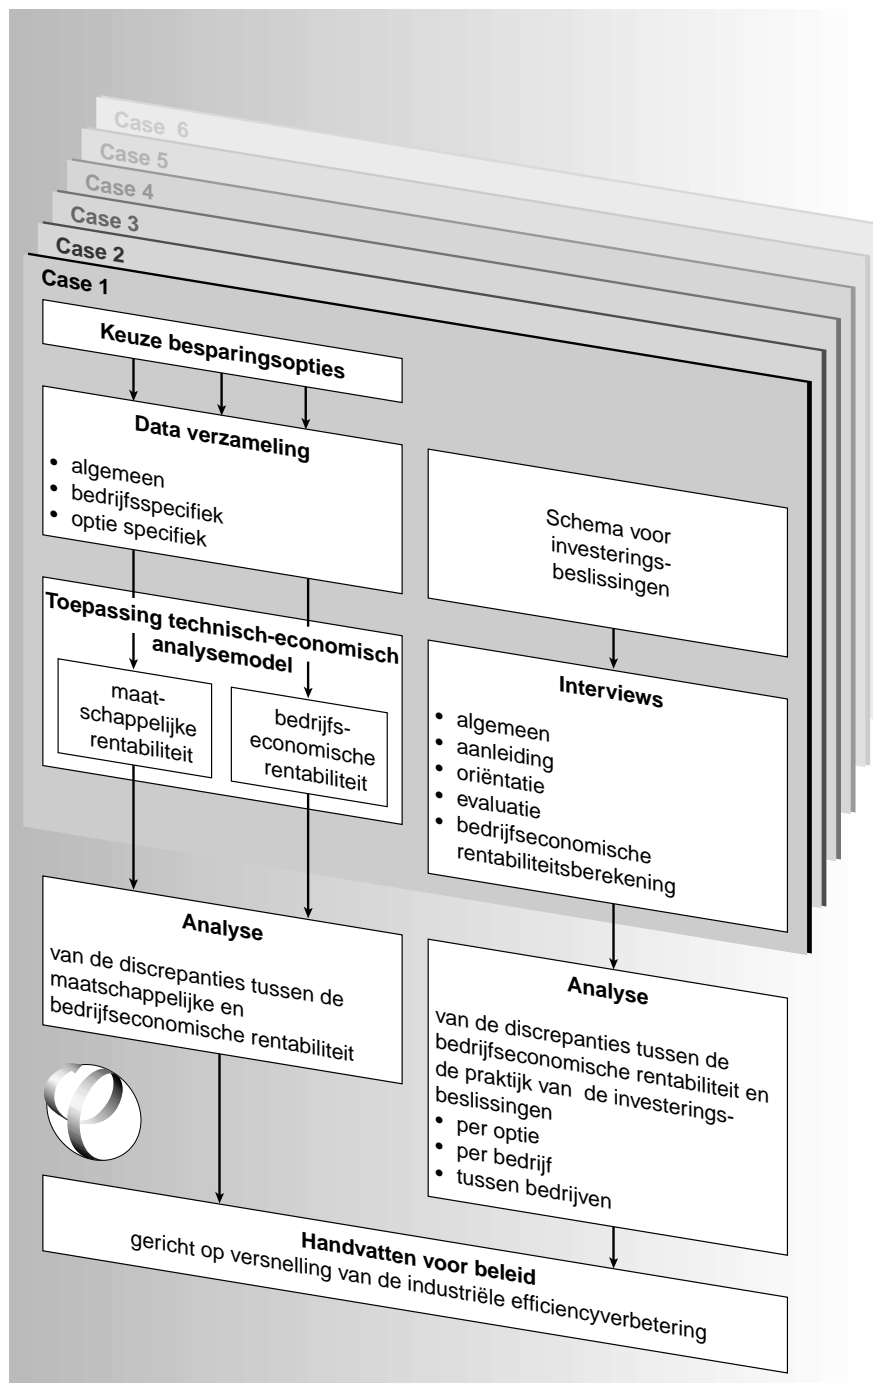 Case  6
Case 5
Case 4
Case 3
Case 2
Case 1
Keuze besparingsopties
Data verzameling
• algemeen
• bedrijfsspecifiek
• optie specifiek
Toepassing technisch-economisch
analysemodel
maat-
schappelijke
rentabiliteit
bedrijfs-
economische
rentabiliteit
Schema voor
investerings-
beslissingen
Interviews
• algemeen
• aanleiding
• oriëntatie
• evaluatie
• bedrijfseconomische
rentabiliteitsberekening
Analyse
van de discrepanties tussen de
maatschappelijke en
bedrijfseconomische rentabiliteit
Analyse
van de discrepanties tussen de
bedrijfseconomische rentabiliteit en
de praktijk van  de investerings-
beslissingen
• per optie
• per bedrijf
• tussen bedrijven
Handvatten voor beleid
gericht op versnelling van de industriële efficiencyverbetering